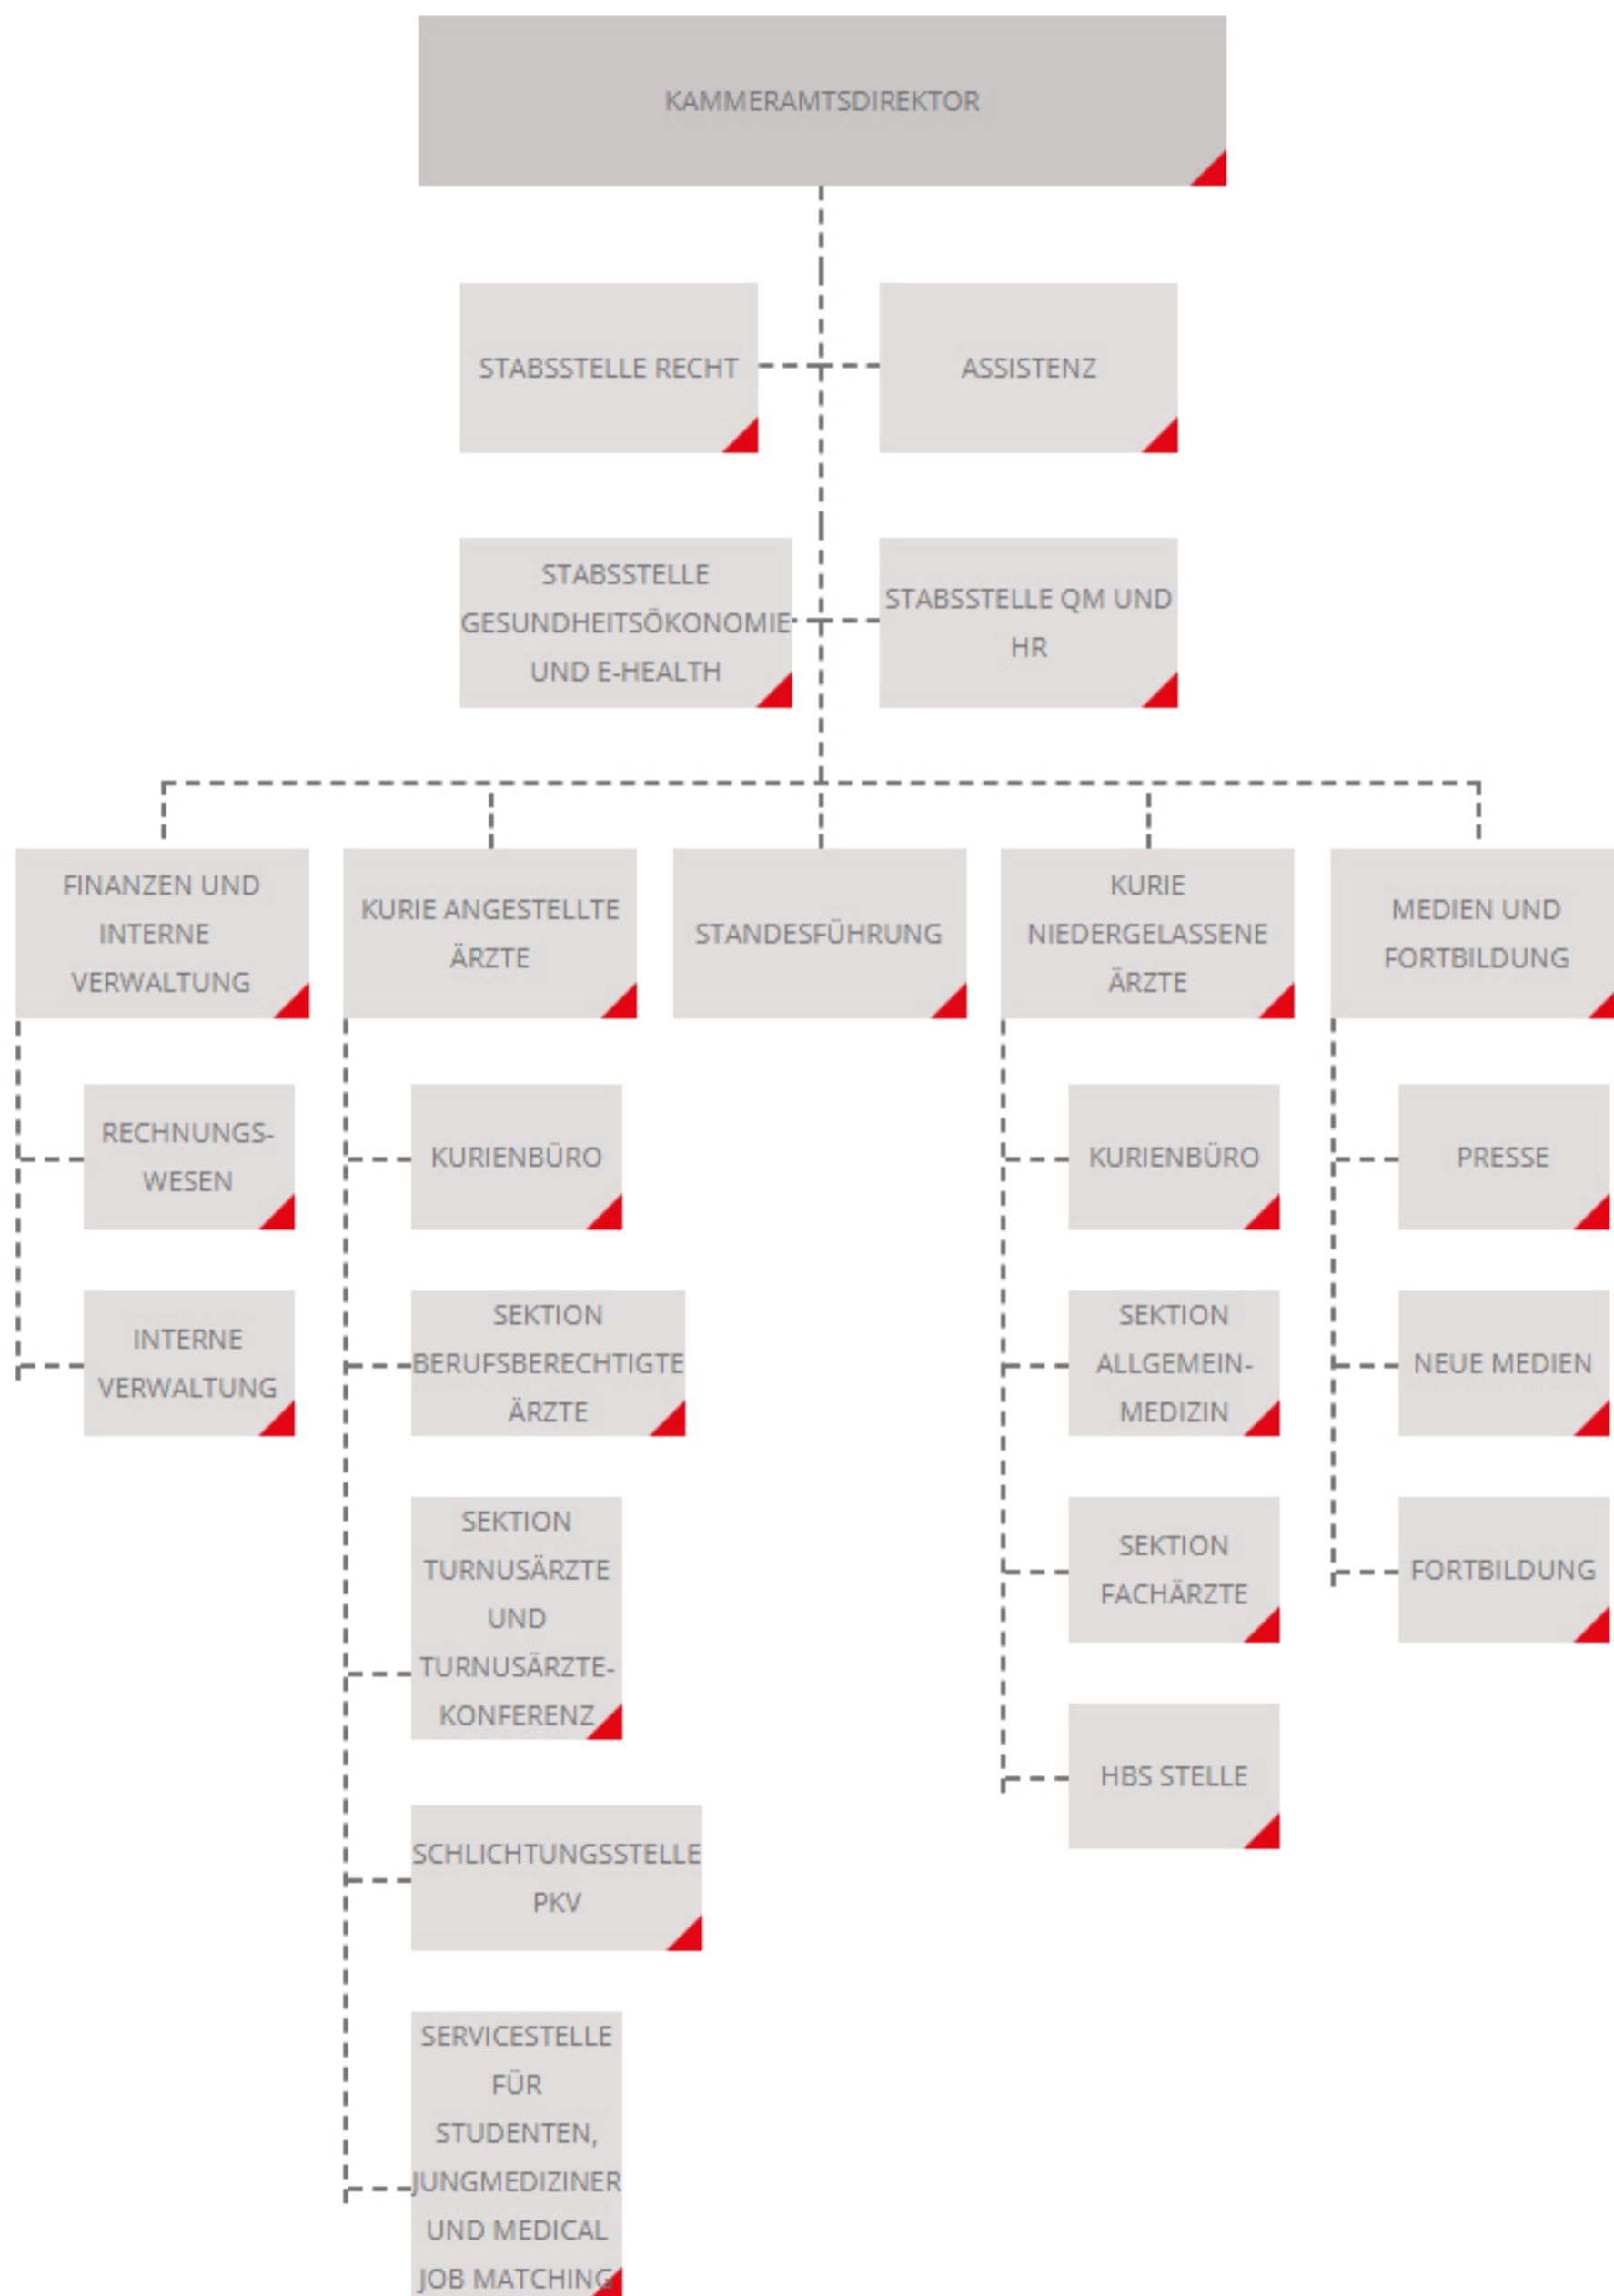 KAMMERAMTSDIREKTOR
STABSSTELLE RECHT
ASSISTENZ
STABSSTELLE
GESUNDHEITSÖKONOMIE
UND E-HEALTH
STABSSTELLE QM UND
HR
FINANZEN UND
INTERNE
VERWALTUNG
RECHNUNGS-
WESEN
INTERNE
VERWALTUNG
KURIE ANGESTELLTE
ÄRZTE
KURIENBÜRO
SEKTION
BERUFSBERECHTIGTE
ÄRZTE
SEKTION
TURNUSÄRZTE
UND
TURNUSÄRZTE-
KONFERENZ
SCHLICHTUNGSSTELLE
PKV
SERVICESTELLE
FÜR
STUDENTEN,
JUNGMEDIZINER
UND MEDICAL
JOB MATCHING
STANDESFÜHRUNG
KURIE
NIEDERGELASSENE
ÄRZTE
KURIENBÜRO
SEKTION
ALLGEMEIN-
MEDIZIN
SEKTION
FACHÄRZTE
HBS STELLE
MEDIEN UND
FORTBILDUNG
PRESSE
NEUE MEDIEN
FORTBILDUNG